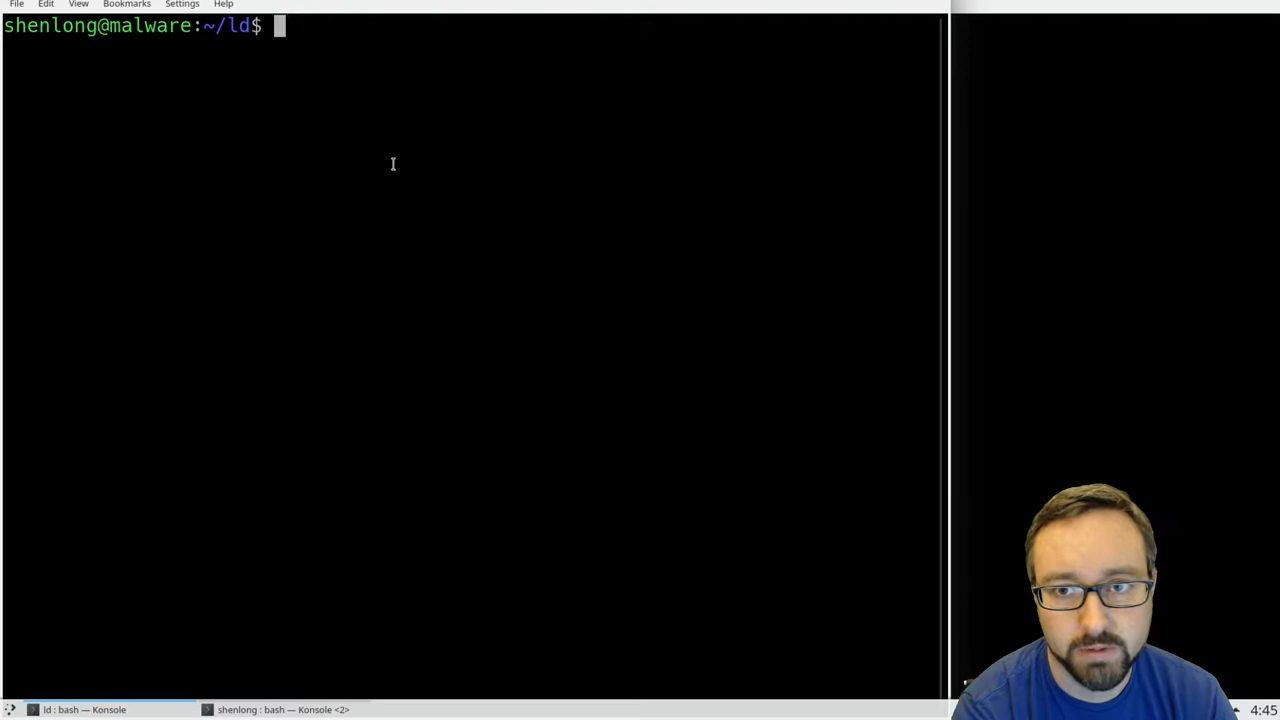 File Edit View Bookmarks Settings Help
shenlong@malware:~/ld$
ld : bash — Konsole
shenlong : bash — Konsole <2>
4:45